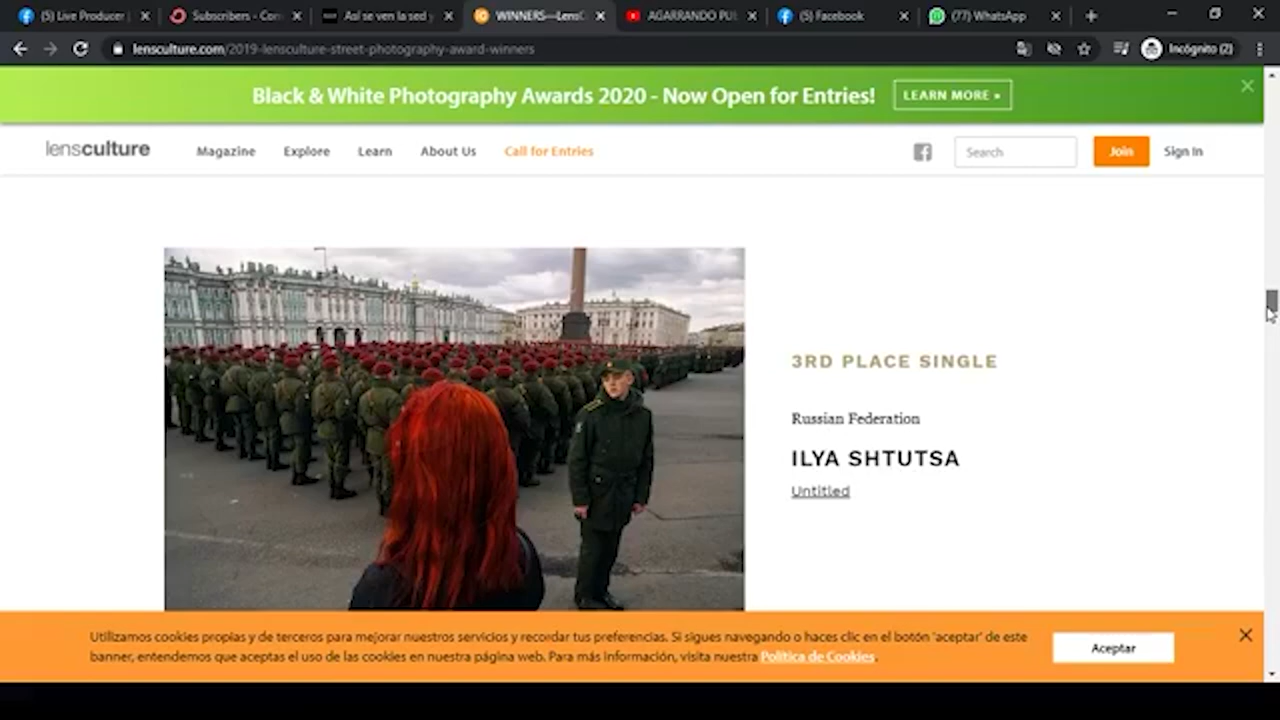 (5) Live Producer
Subscribers - Con
Así se ven la sed y
WINNERS—LensC
AGARRANDO PU
(5) Facebook
(77) WhatsApp
lensculture.com/2019-lensculture-street-photography-award-winners
Incógnito (2)
Black & White Photography Awards 2020 - Now Open for Entries!
LEARN MORE »
lensculture
Magazine
Explore
Learn
About Us
Call for Entries
Search
Join
Sign In
3RD PLACE SINGLE
Russian Federation
ILYA SHTUTSA
Untitled
Utilizamos cookies propias y de terceros para mejorar nuestros servicios y recordar tus preferencias. Si sigues navegando o haces clic en el botón 'aceptar' de este
banner, entendemos que aceptas el uso de las cookies en nuestra página web. Para más información, visita nuestra Política de Cookies.
Aceptar